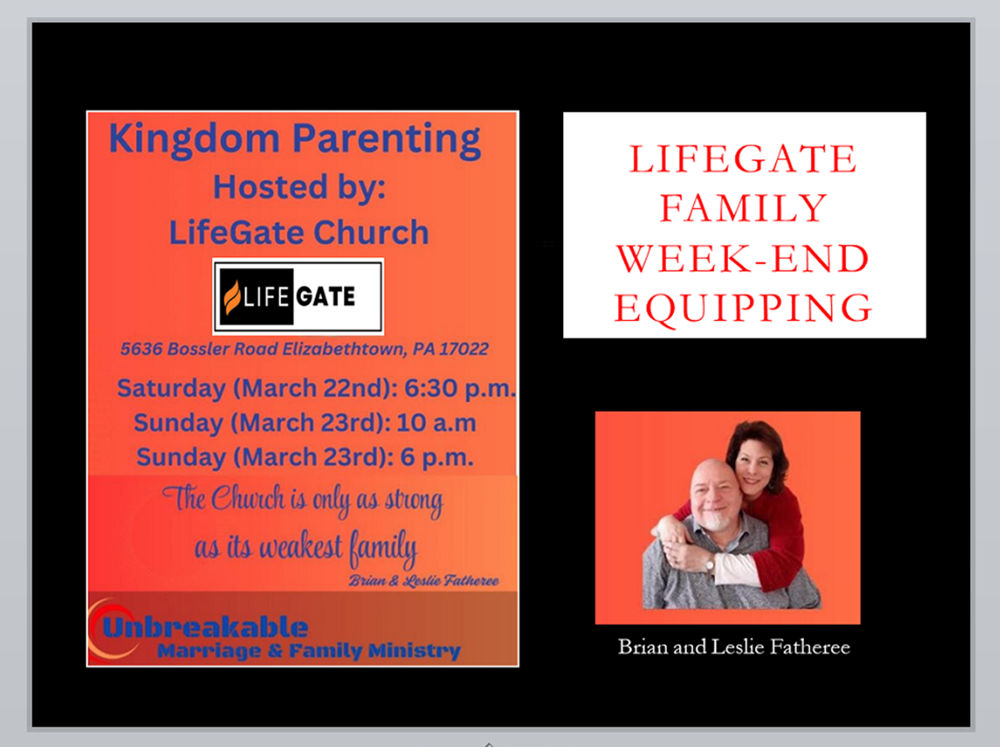 Kingdom Parenting
Hosted by:
LifeGate Church
LIFEGATE
5636 Bossler Road Elizabethtown, PA 17022
Saturday (March 22nd): 6:30 p.m.
Sunday (March 23rd): 10 a.m
Sunday (March 23rd): 6 p.m.
The Church is only as strong
as its weakest family
Brian & Leslie Fatheree
Unbreakable
Marriage & Family Ministry
LIFEGATE
FAMILY
WEEK-END
EQUIPPING
Brian and Leslie Fatheree